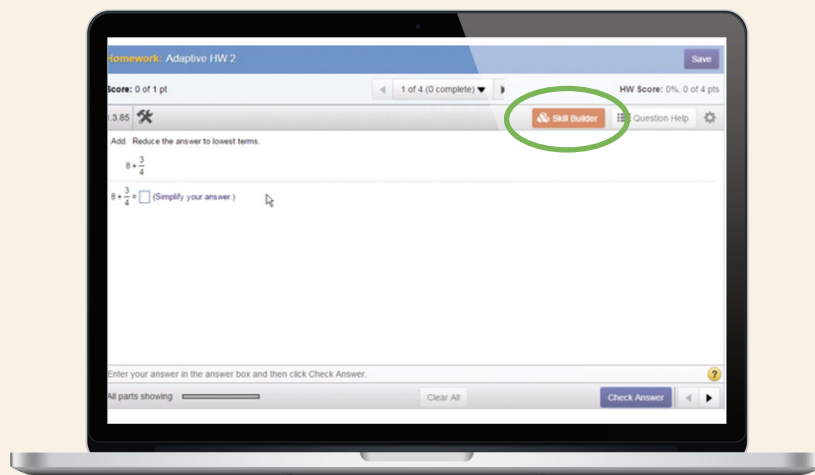 Homework: Adaptive HW 2
Save
Score: 0 of 1 pt
1 of 4 (0 complete)
HW Score: 0%, 0 of 4 pts
.3.85
Skill Builder
Question Help
Add. Reduce the answer to lowest terms.
8 + 3/4
8 + 3/4 = (Simplify your answer.)
Enter your answer in the answer box and then click Check Answer.
?
All parts showing
Clear All
Check Answer